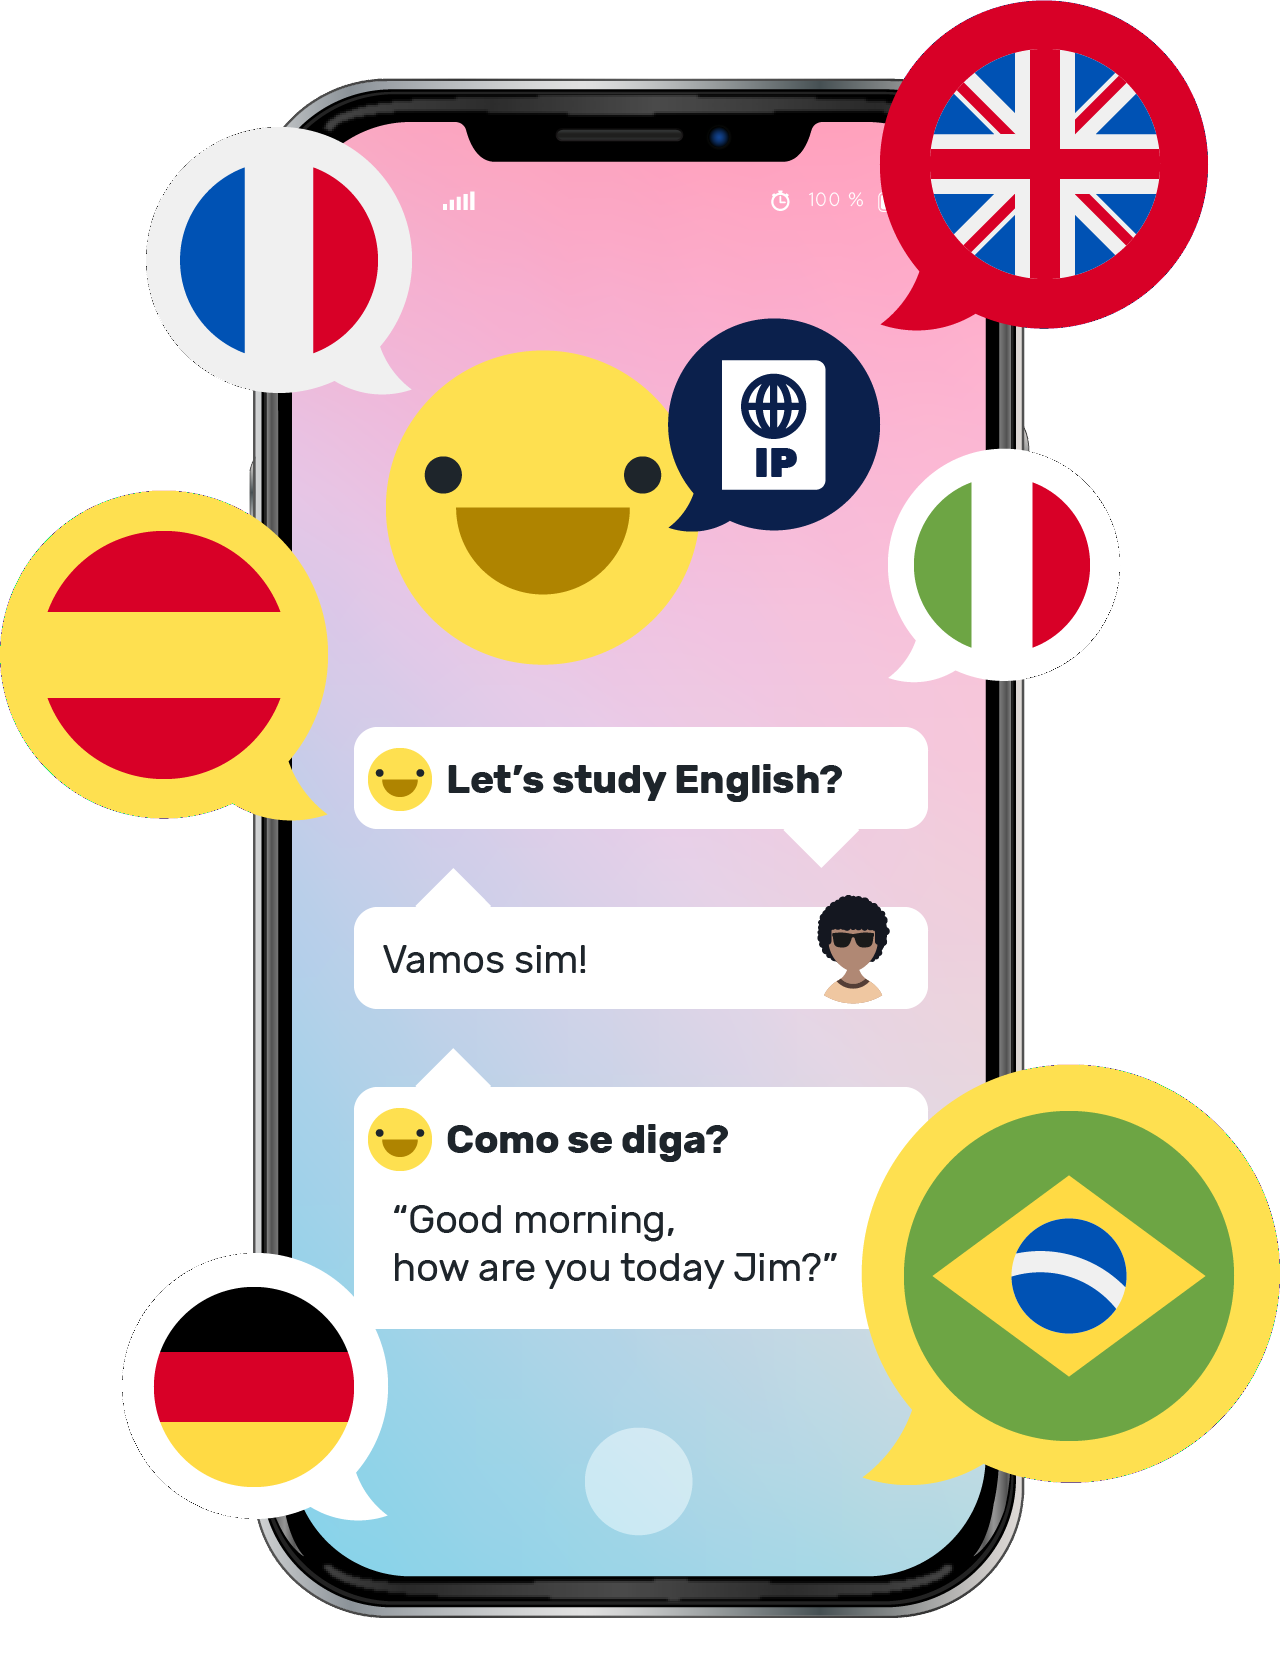 100 %
IP
Let’s study English?
Vamos sim!
Como se diga?
“Good morning,
how are you today Jim?”